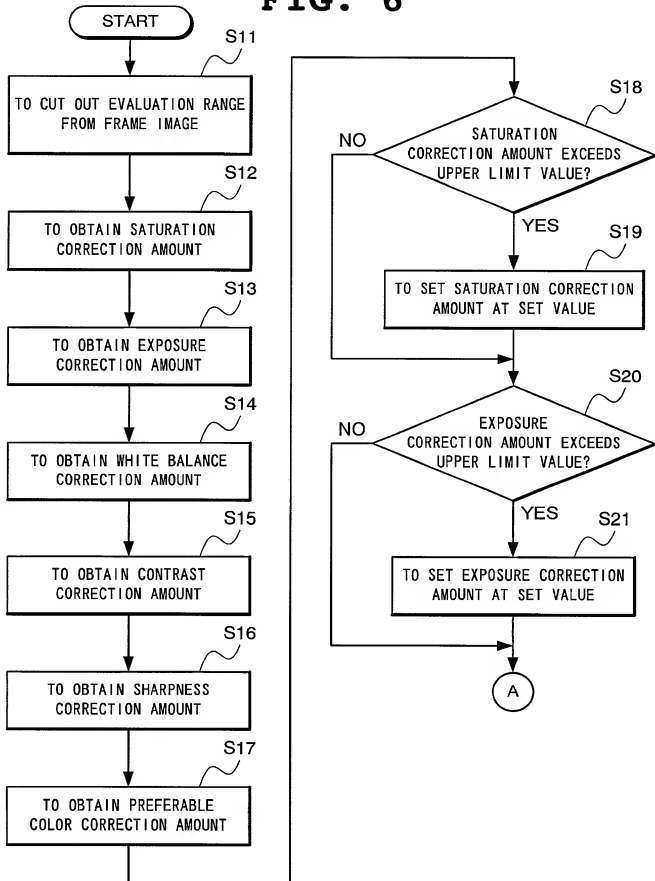 FIG. 6
START
S11
TO CUT OUT EVALUATION RANGE
FROM FRAME IMAGE
S12
TO OBTAIN SATURATION
CORRECTION AMOUNT
S13
TO OBTAIN EXPOSURE
CORRECTION AMOUNT
S14
TO OBTAIN WHITE BALANCE
CORRECTION AMOUNT
S15
TO OBTAIN CONTRAST
CORRECTION AMOUNT
S16
TO OBTAIN SHARPNESS
CORRECTION AMOUNT
S17
TO OBTAIN PREFERABLE
COLOR CORRECTION AMOUNT
S18
NO
SATURATION
CORRECTION AMOUNT EXCEEDS
UPPER LIMIT VALUE?
YES
S19
TO SET SATURATION CORRECTION
AMOUNT AT SET VALUE
S20
NO
EXPOSURE
CORRECTION AMOUNT EXCEEDS
UPPER LIMIT VALUE?
YES
S21
TO SET EXPOSURE CORRECTION
AMOUNT AT SET VALUE
A